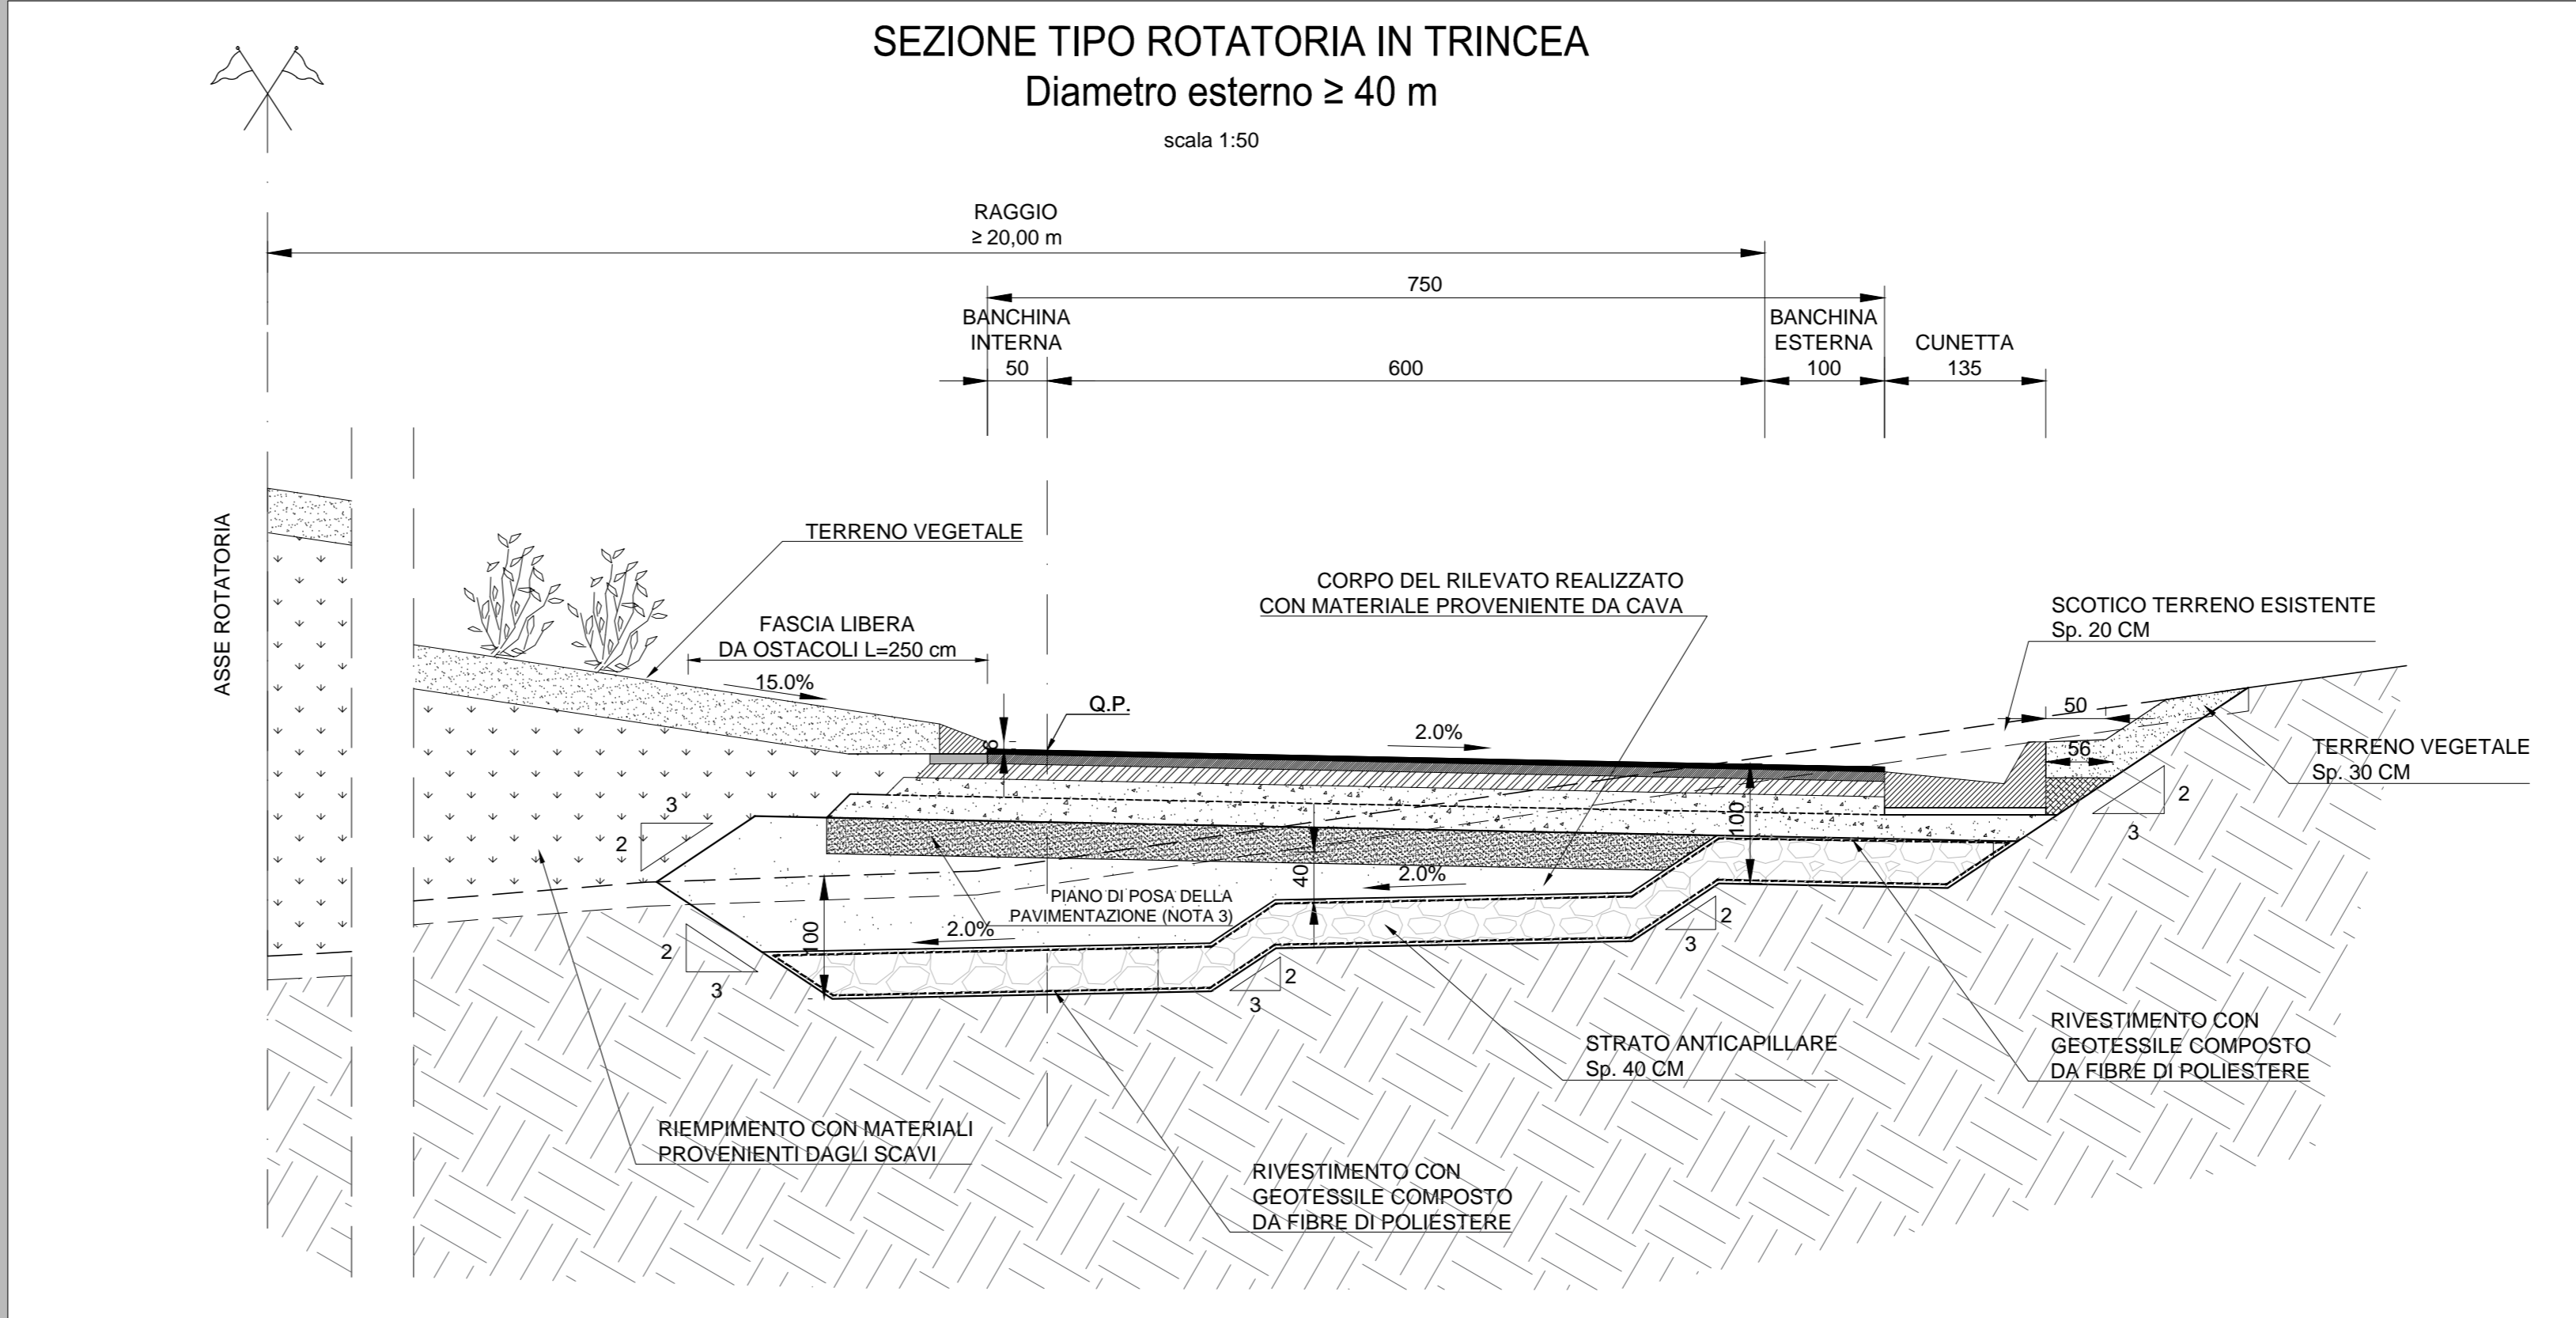 SEZIONE TIPO ROTATORIA IN TRINCEA
Diametro esterno ≥ 40 m
scala 1:50
RAGGIO
≥ 20,00 m
750
BANCHINA
INTERNA
50
600
BANCHINA
ESTERNA
100
CUNETTA
135
ASSE ROTATORIA
TERRENO VEGETALE
FASCIA LIBERA
DA OSTACOLI L=250 cm
15.0%
Q.P.
6
2.0%
CORPO DEL RILEVATO REALIZZATO
CON MATERIALE PROVENIENTE DA CAVA
SCOTICO TERRENO ESISTENTE
Sp. 20 CM
50
56
TERRENO VEGETALE
Sp. 30 CM
2
3
3
2
100
40
2.0%
PIANO DI POSA DELLA
PAVIMENTAZIONE (NOTA 3)
2.0%
100
2
3
2
3
2
3
STRATO ANTICAPILLARE
Sp. 40 CM
RIVESTIMENTO CON
GEOTESSILE COMPOSTO
DA FIBRE DI POLIESTERE
RIEMPIMENTO CON MATERIALI
PROVENIENTI DAGLI SCAVI
RIVESTIMENTO CON
GEOTESSILE COMPOSTO
DA FIBRE DI POLIESTERE